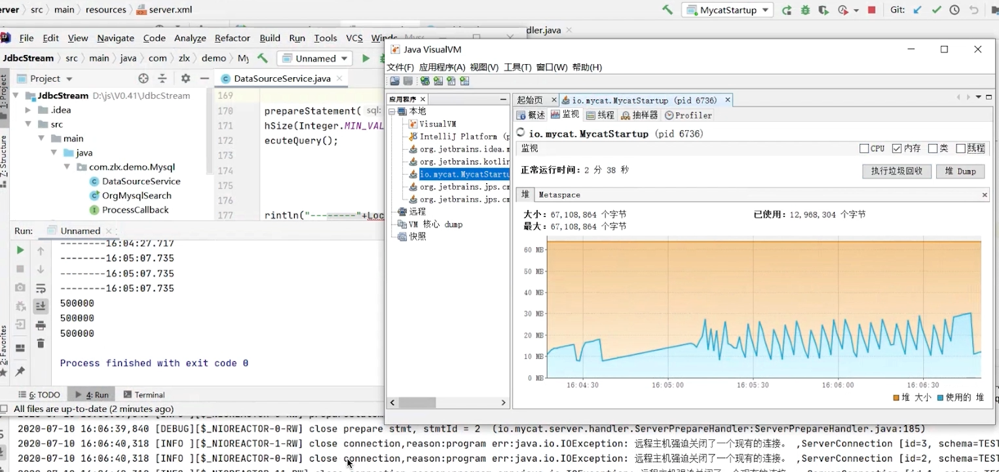 erver src main resources server.xml
MycatStartup Git:
dler.java
File Edit View Navigate Code Analyze Refactor Build Run Tools VCS Windo
JdbcStream src main java com zlx demo My Unnamed
1: Project
Project
DataSourceService.java
JdbcStream D:\js\V0.41\JdbcStream
.idea
src
main
java
com.zlx.demo.Mysql
DataSourceService
OrgMysqlSearch
ProcessCallback
Z: Structure
169
170 prepareStatement( sql:
171 hSize(Integer.MIN_VAL
172 ecuteQuery();
173
174
175
176
177 rintln("---------"+Loc
Run: Unnamed
--------16:04:27.717
--------16:05:07.735
--------16:05:07.735
--------16:05:07.735
500000
500000
500000
Process finished with exit code 0
2: Favorites
6: TODO 4: Run Terminal
All files are up-to-date (2 minutes ago)
Java VisualVM
文件(F) 应用程序(A) 视图(V) 工具(T) 窗口(W) 帮助(H)
应用程序
本地
VisualVM
IntelliJ Platform (p
org.jetbrains.idea.m
org.jetbrains.kotlin
io.mycat.MycatStartu
org.jetbrains.jps.cm
org.jetbrains.jps.cm
远程
VM 核心 dump
快照
起始页 io.mycat.MycatStartup (pid 6736)
概述 监视 线程 抽样器 Profiler
io.mycat.MycatStartup (pid 6736)
监视 CPU 内存 类 线程
正常运行时间: 2 分 38 秒 执行垃圾回收 堆 Dump
堆 Metaspace
大小: 67,108,864 个字节 已使用: 12,968,304 个字节
最大: 67,108,864 个字节
60 MB
50 MB
40 MB
30 MB
20 MB
10 MB
0 MB
16:04:30 16:05:00 16:05:30 16:06:00 16:06:30
堆 大小 使用的 堆
2020-07-10 16:06:39,840 [DEBUG][$_NIOREACTOR-0-RW] close prepare stmt, stmtId = 2 (io.mycat.server.handler.ServerPrepareHandler:ServerPrepareHandler.java:185)
2020-07-10 16:06:40,318 [INFO ][$_NIOREACTOR-1-RW] close connection,reason:program err:java.io.IOException: 远程主机强迫关闭了一个现有的连接。 ,ServerConnection [id=3, schema=TEST
2020-07-10 16:06:40,318 [INFO ][$_NIOREACTOR-0-RW] close connection,reason:program err:java.io.IOException: 远程主机强迫关闭了一个现有的连接。 ,ServerConnection [id=2, schema=TEST